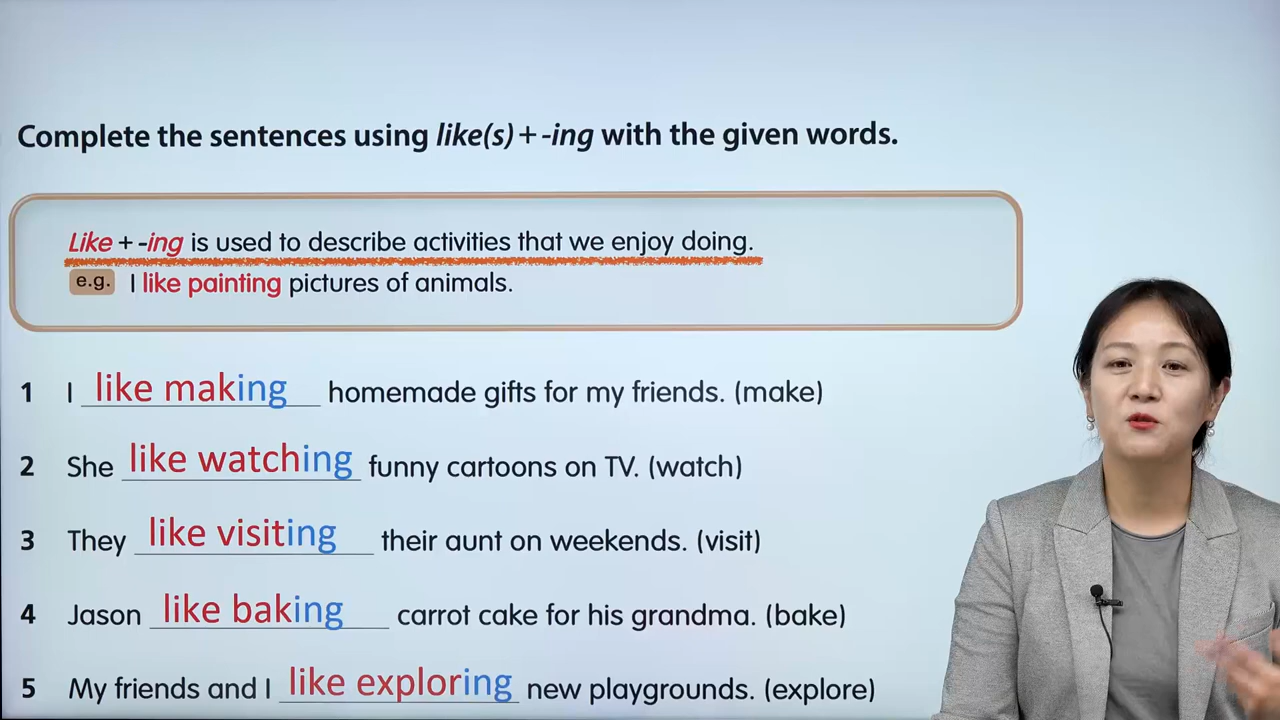 Complete the sentences using like(s) + -ing with the given words.
Like + -ing is used to describe activities that we enjoy doing.
e.g. I like painting pictures of animals.
1 I like making homemade gifts for my friends. (make)
2 She like watching funny cartoons on TV. (watch)
3 They like visiting their aunt on weekends. (visit)
4 Jason like baking carrot cake for his grandma. (bake)
5 My friends and I like exploring new playgrounds. (explore)